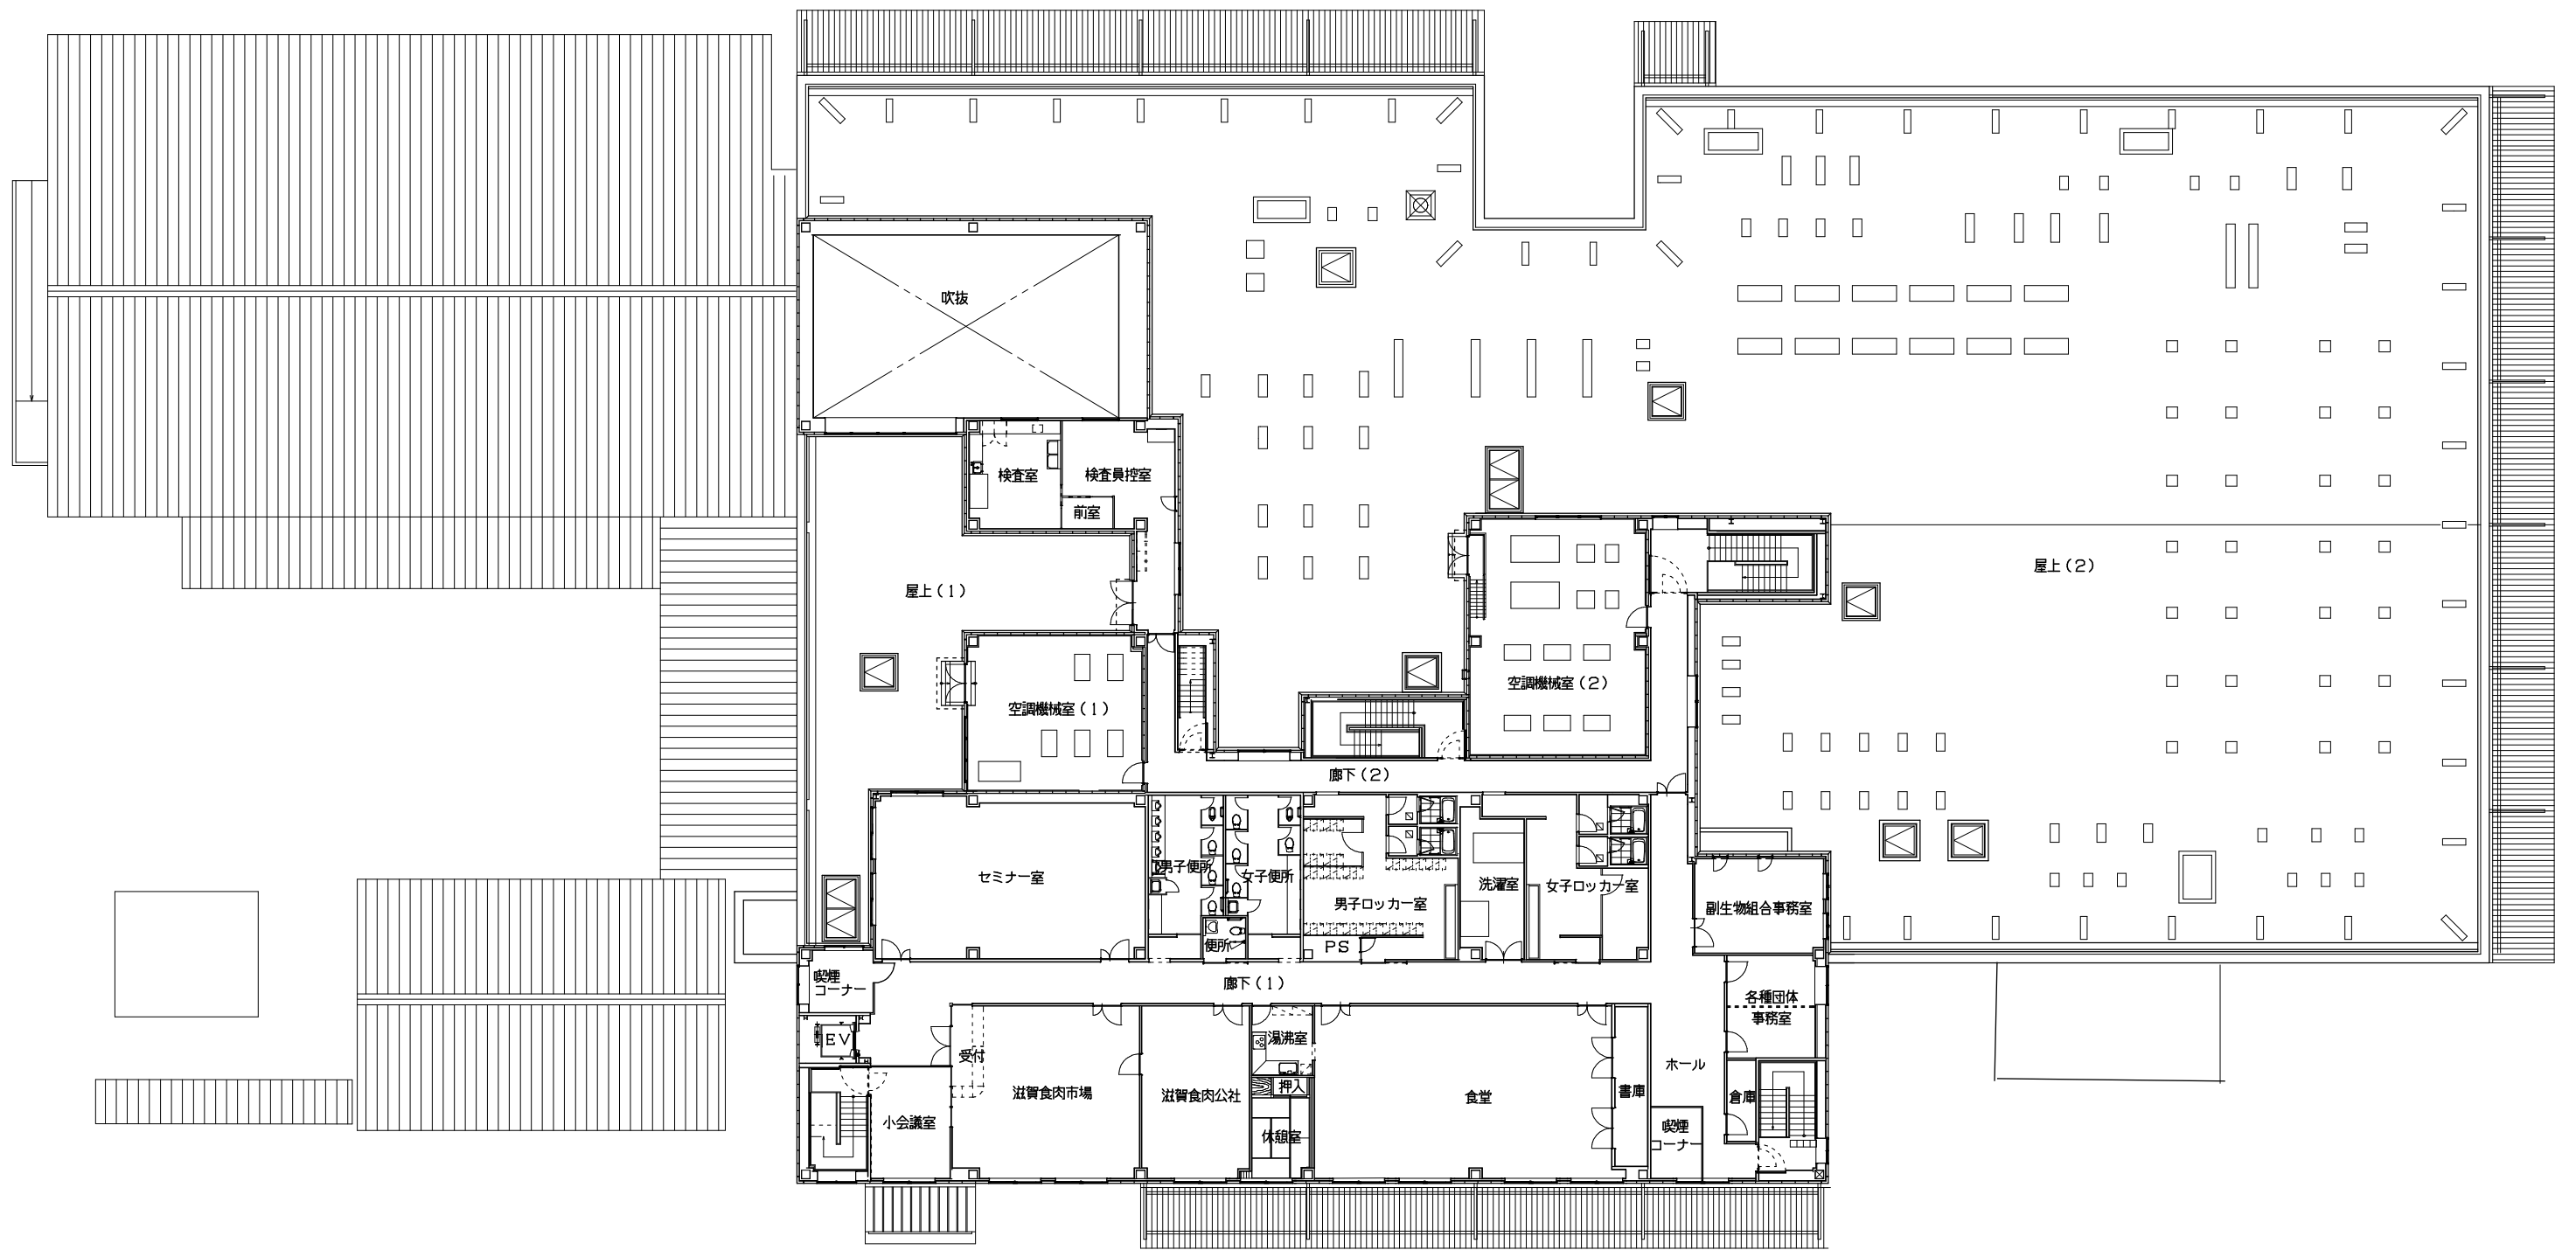 吹抜
検査室
検査員控室
前室
屋上(1)
屋上(2)
空調機械室(1)
空調機械室(2)
廊下(2)
セミナー室
男子便所
女子便所
便所
男子ロッカー室
PS
洗濯室
女子ロッカー室
副生物組合事務室
喫煙
コーナー
廊下(1)
各種団体
事務室
EV
受付
湯沸室
ホール
滋賀食肉市場
滋賀食肉公社
押入
食堂
書庫
倉庫
小会議室
休憩室
喫煙
コーナー